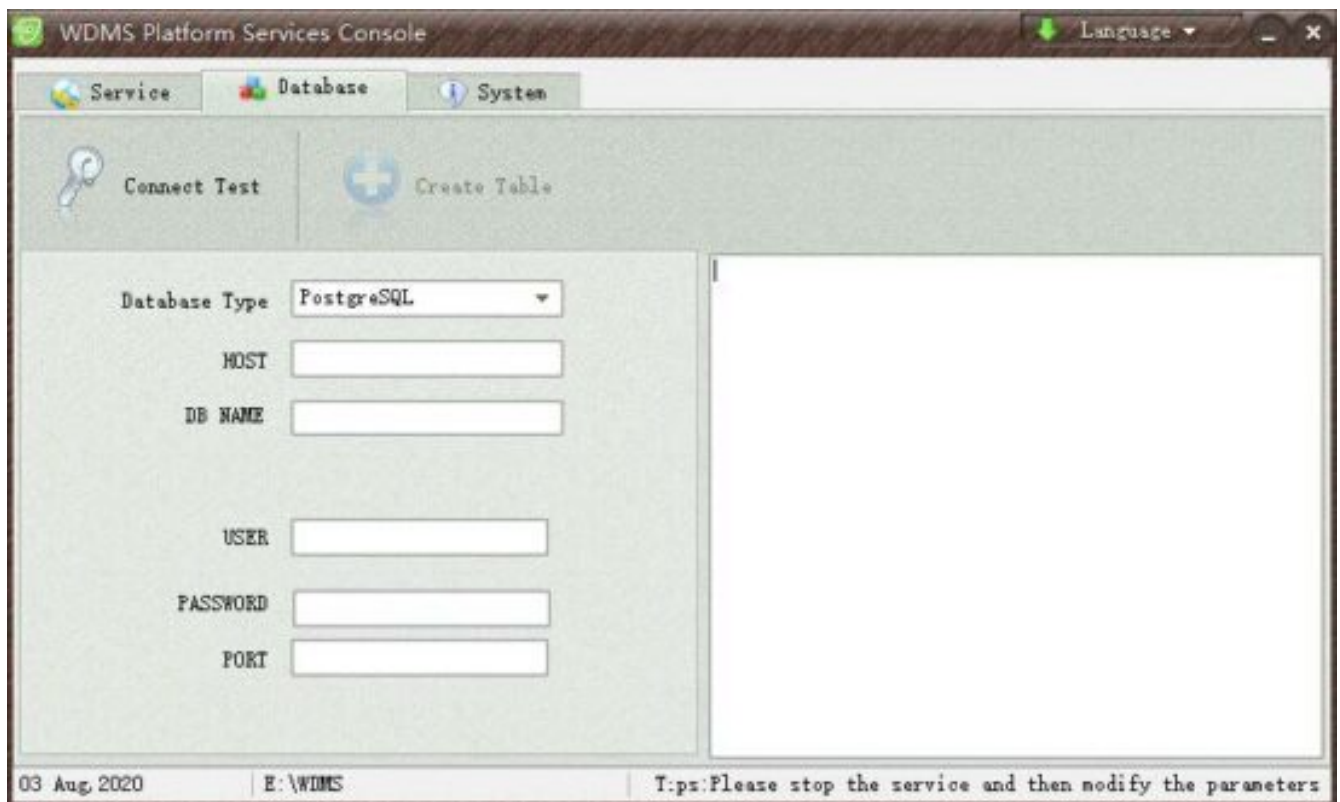 WDMS Platform Services Console
Language
Service
Database
System
Connect Test
Create Table
Database Type
PostgreSQL
HOST
DB NAME
USER
PASSWORD
PORT
03 Aug,2020
E:\WDMS
T:ps:Please stop the service and then modify the parameters